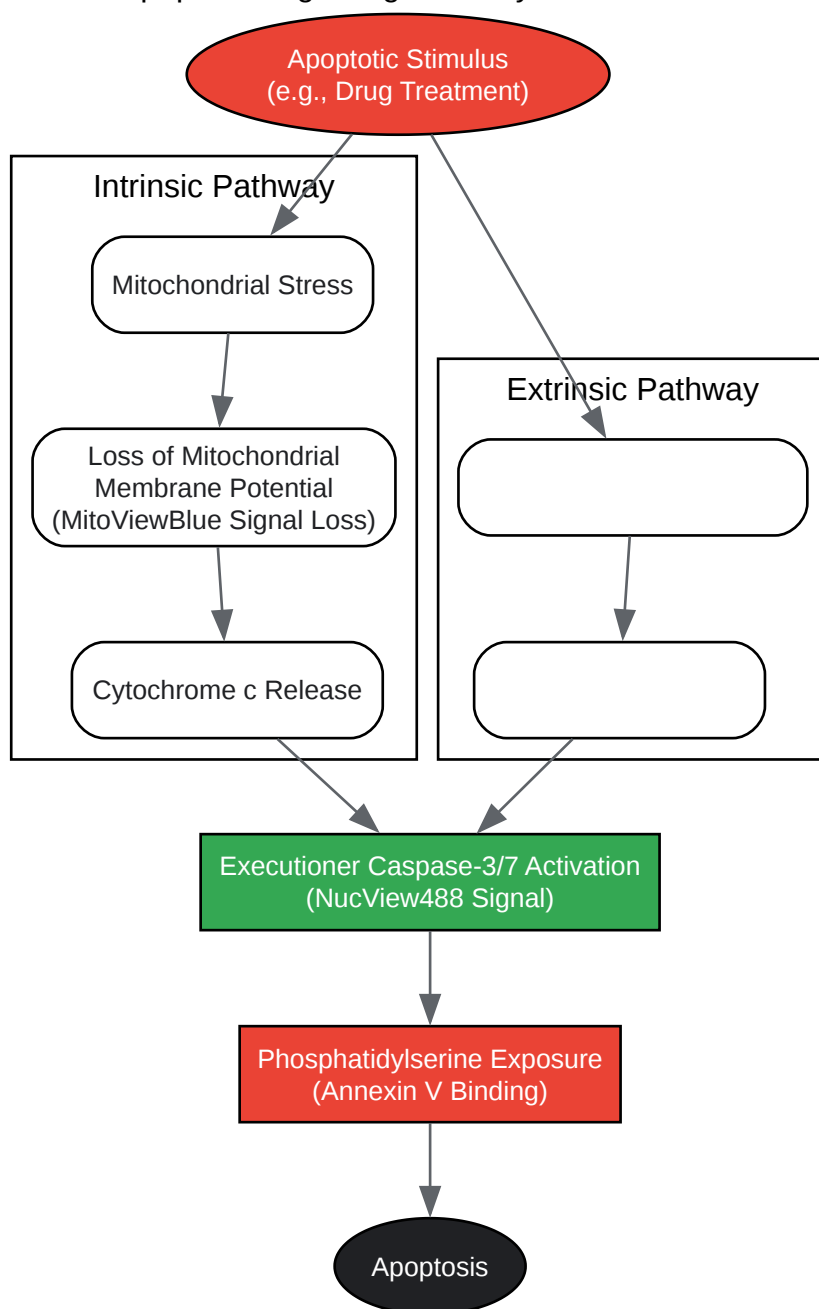 Apoptotic Stimulus
(e.g., Drug Treatment)
Intrinsic Pathway
Mitochondrial Stress
Loss of Mitochondrial
Membrane Potential
(MitoViewBlue Signal Loss)
Cytochrome c Release
Extrinsic Pathway
Executioner Caspase-3/7 Activation
(NucView488 Signal)
Phosphatidylserine Exposure
(Annexin V Binding)
Apoptosis